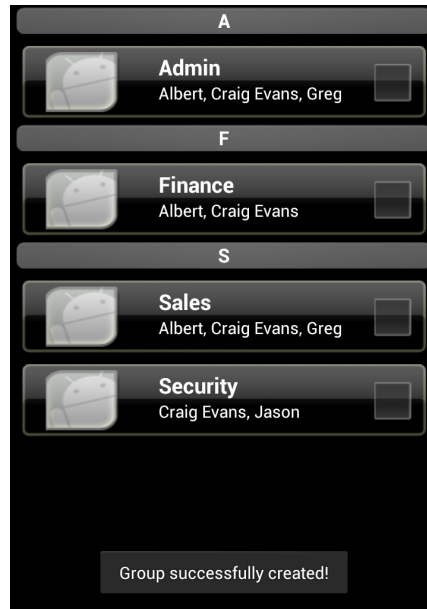 A
Admin
Albert, Craig Evans, Greg
F
Finance
Albert, Craig Evans
S
Sales
Albert, Craig Evans, Greg
Security
Craig Evans, Jason
Group successfully created!